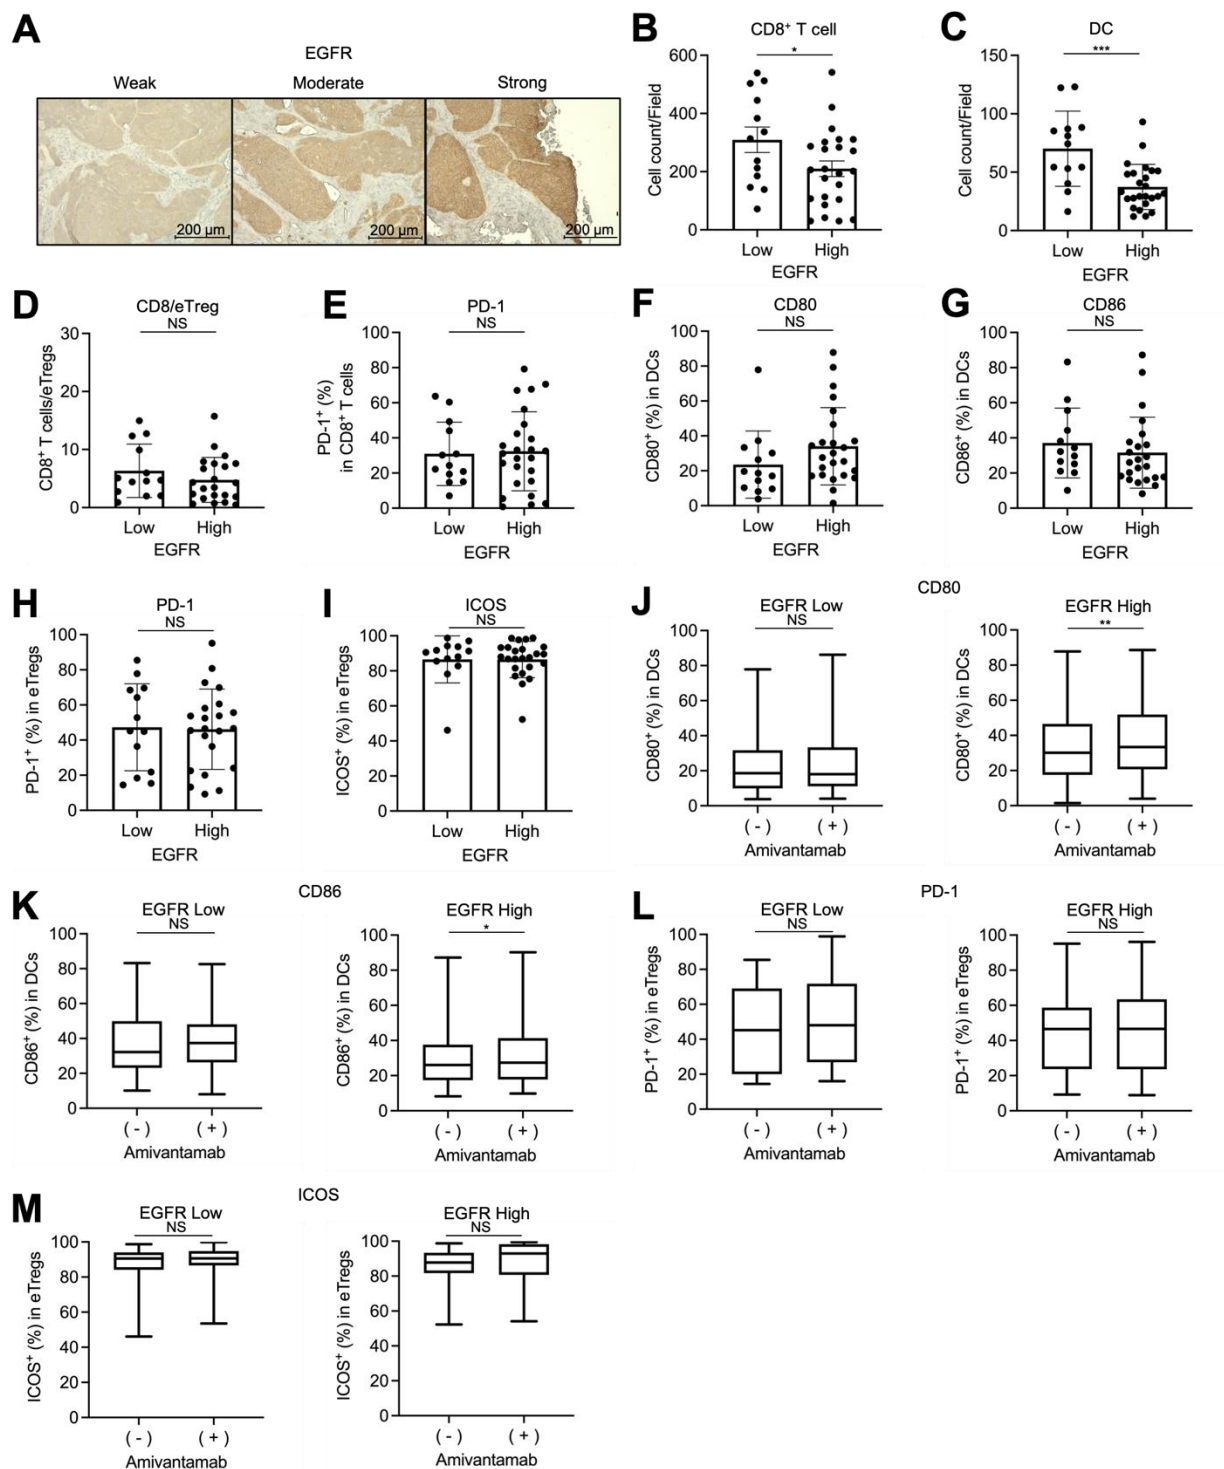 A
EGFR
Weak Moderate Strong
200 µm 200 µm 200 µm
B
CD8⁺ T cell
*
Cell count/Field
600
400
200
0
Low High
EGFR
C
DC
***
Cell count/Field
150
100
50
0
Low High
EGFR
D
CD8/eTreg
NS
CD8⁺ T cells/eTregs
30
20
10
0
Low High
EGFR
E
PD-1
NS
PD-1⁺ (%)
in CD8⁺ T cells
100
80
60
40
20
0
Low High
EGFR
F
CD80
NS
CD80⁺ (%) in DCs
100
80
60
40
20
0
Low High
EGFR
G
CD86
NS
CD86⁺ (%) in DCs
100
80
60
40
20
0
Low High
EGFR
H
PD-1
NS
PD-1⁺ (%) in eTregs
100
80
60
40
20
0
Low High
EGFR
I
ICOS
NS
ICOS⁺ (%) in eTregs
100
80
60
40
20
0
Low High
EGFR
J
CD80
EGFR Low
NS
CD80⁺ (%) in DCs
100
80
60
40
20
0
( - ) ( + )
Amivantamab
EGFR High
**
CD80⁺ (%) in DCs
100
80
60
40
20
0
( - ) ( + )
Amivantamab
K
CD86
EGFR Low
NS
CD86⁺ (%) in DCs
100
80
60
40
20
0
( - ) ( + )
Amivantamab
EGFR High
*
CD86⁺ (%) in DCs
100
80
60
40
20
0
( - ) ( + )
Amivantamab
L
PD-1
EGFR Low
NS
PD-1⁺ (%) in eTregs
100
80
60
40
20
0
( - ) ( + )
Amivantamab
EGFR High
NS
PD-1⁺ (%) in eTregs
100
80
60
40
20
0
( - ) ( + )
Amivantamab
M
ICOS
EGFR Low
NS
ICOS⁺ (%) in eTregs
100
80
60
40
20
0
( - ) ( + )
Amivantamab
EGFR High
NS
ICOS⁺ (%) in eTregs
100
80
60
40
20
0
( - ) ( + )
Amivantamab